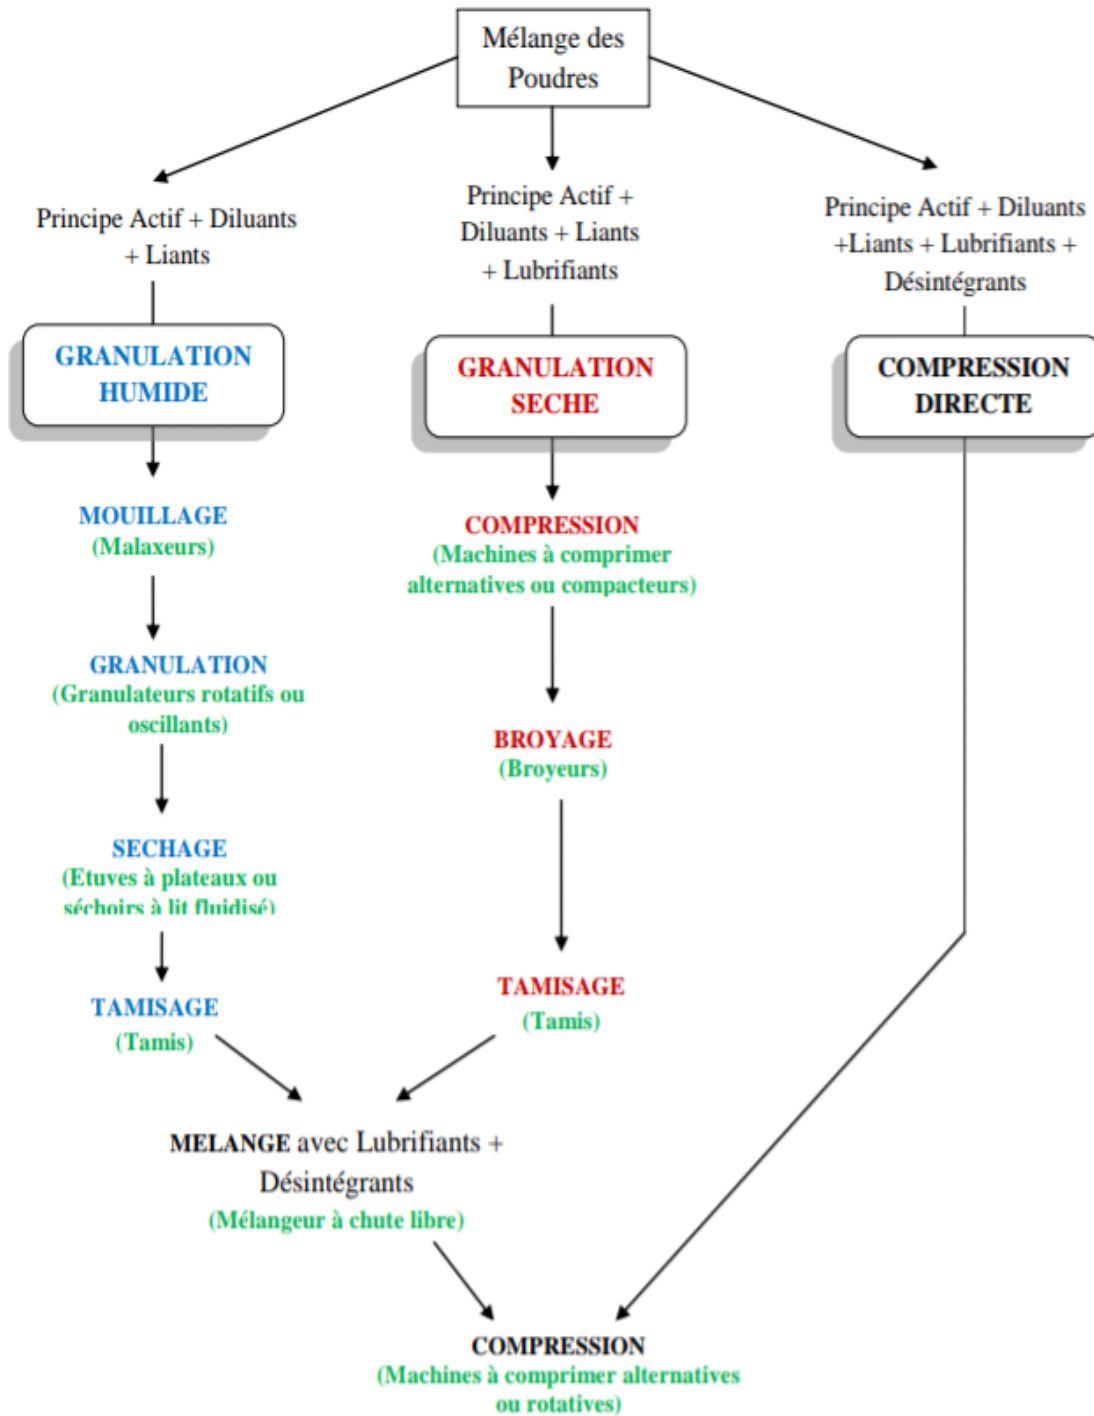 Mélange des
Poudres
Principe Actif + Diluants
+ Liants
Principe Actif +
Diluants + Liants
+ Lubrifiants
Principe Actif + Diluants
+Liants + Lubrifiants +
Désintégrants
GRANULATION
HUMIDE
GRANULATION
SECHE
COMPRESSION
DIRECTE
MOUILLAGE
(Malaxeurs)
COMPRESSION
(Machines à comprimer
alternatives ou compacteurs)
GRANULATION
(Granulateurs rotatifs ou
oscillants)
BROYAGE
(Broyeurs)
SECHAGE
(Etuves à plateaux ou
séchoirs à lit fluidisé)
TAMISAGE
(Tamis)
TAMISAGE
(Tamis)
MELANGE avec Lubrifiants +
Désintégrants
(Mélangeur à chute libre)
COMPRESSION
(Machines à comprimer alternatives
ou rotatives)